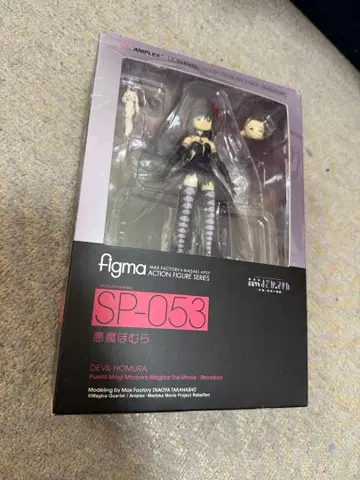 ANIPLEX
figma
MAX FACTORY × MASAKI APSY
ACTION FIGURE SERIES
SP-053
悪魔ほむら
DEVIL HOMURA
Puella Magi Madoka Magica The Movie : Rebellion
Modeling by Max Factory (NAOYA TAKAHASHI)
©Magica Quartet / Aniplex · Madoka Movie Project Rebellion